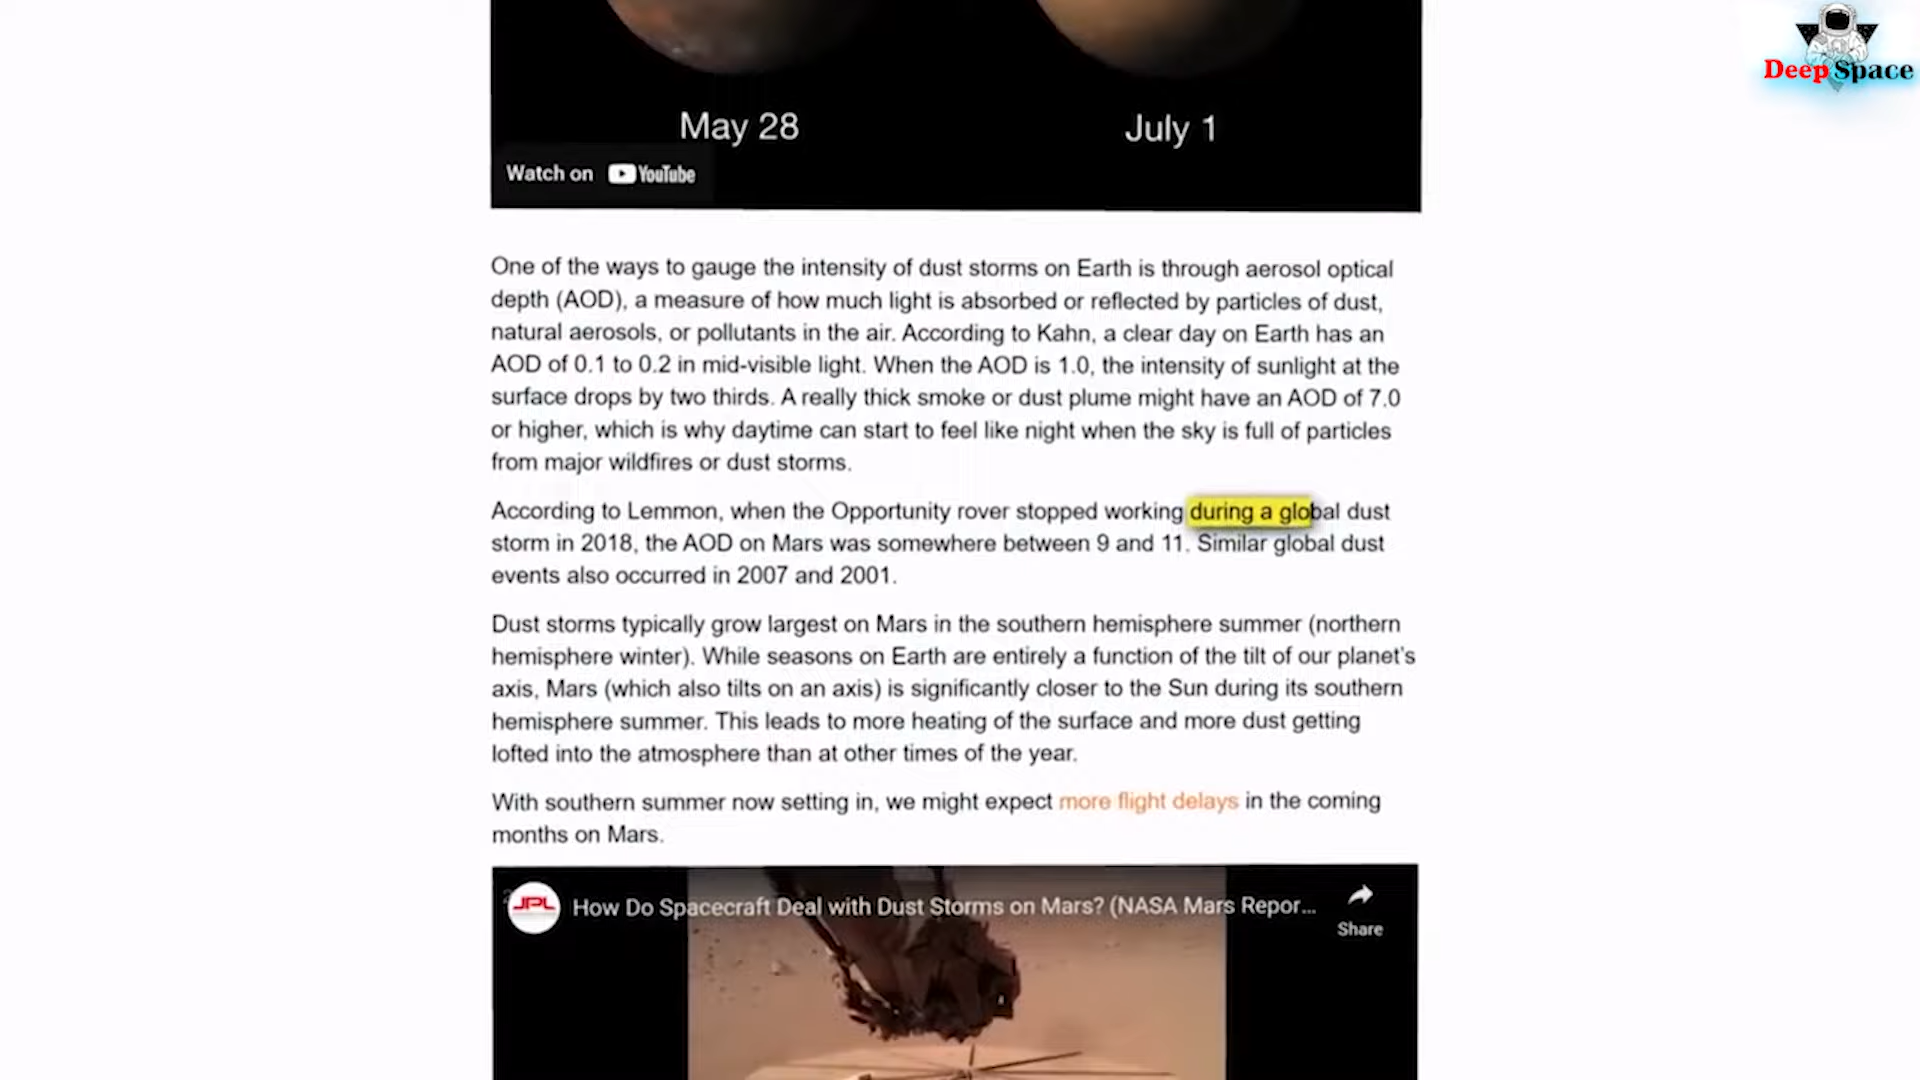 Deep Space
May 28
July 1
Watch on YouTube
One of the ways to gauge the intensity of dust storms on Earth is through aerosol optical
depth (AOD), a measure of how much light is absorbed or reflected by particles of dust,
natural aerosols, or pollutants in the air. According to Kahn, a clear day on Earth has an
AOD of 0.1 to 0.2 in mid-visible light. When the AOD is 1.0, the intensity of sunlight at the
surface drops by two thirds. A really thick smoke or dust plume might have an AOD of 7.0
or higher, which is why daytime can start to feel like night when the sky is full of particles
from major wildfires or dust storms.
According to Lemmon, when the Opportunity rover stopped working during a global dust
storm in 2018, the AOD on Mars was somewhere between 9 and 11. Similar global dust
events also occurred in 2007 and 2001.
Dust storms typically grow largest on Mars in the southern hemisphere summer (northern
hemisphere winter). While seasons on Earth are entirely a function of the tilt of our planet's
axis, Mars (which also tilts on an axis) is significantly closer to the Sun during its southern
hemisphere summer. This leads to more heating of the surface and more dust getting
lofted into the atmosphere than at other times of the year.
With southern summer now setting in, we might expect more flight delays in the coming
months on Mars.
JPL How Do Spacecraft Deal with Dust Storms on Mars? (NASA Mars Repor...
Share